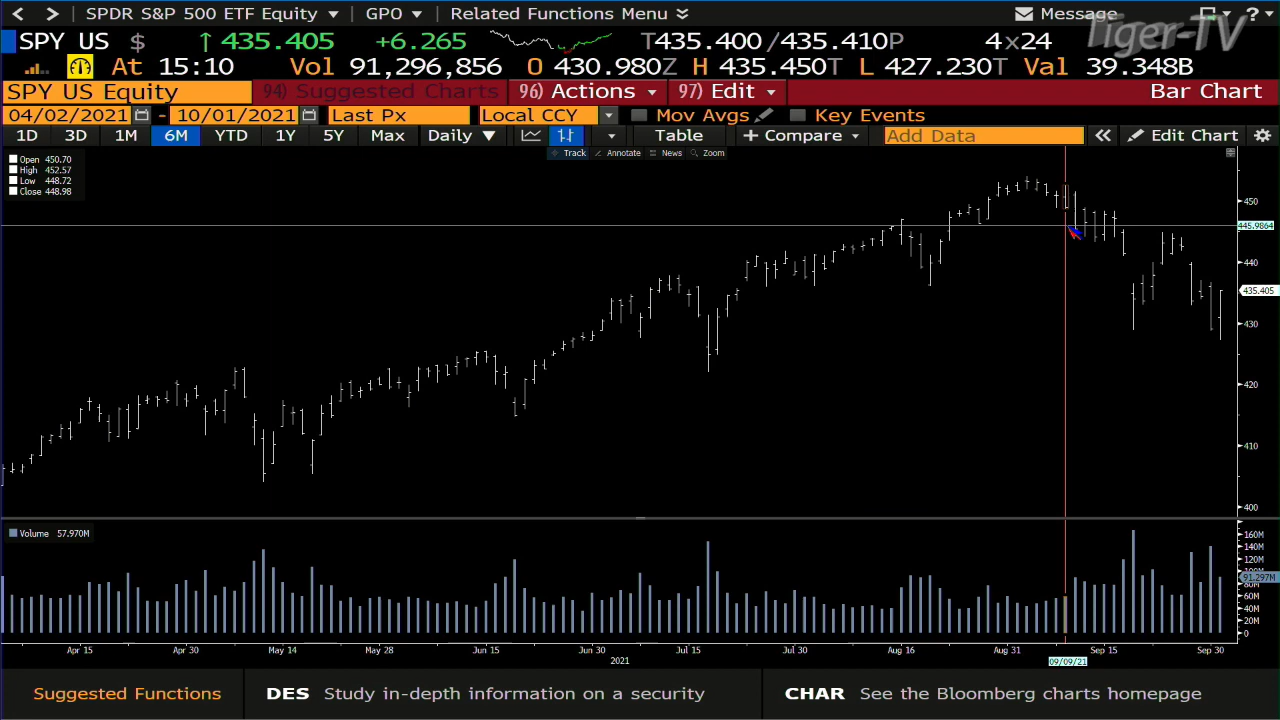 SPDR S&P 500 ETF Equity GPO Related Functions Menu Message ?
Tiger-TV
SPY US $ ↑ 435.405 +6.265 T435.400/435.410P 4x24
At 15:10 Vol 91,296,856 O 430.980Z H 435.450T L 427.230T Val 39.348B
SPY US Equity 94) Suggested Charts 96) Actions 97) Edit Bar Chart
04/02/2021 - 10/01/2021 Last Px Local CCY Mov Avgs Key Events
1D 3D 1M 6M YTD 1Y 5Y Max Daily ▼ Table + Compare Add Data « Edit Chart
Track Annotate News Zoom
Open 450.70
High 452.57
Low 448.72
Close 448.98
450
445.9864
440
435.405
430
420
410
400
Volume 57.970M
160M
140M
120M
100M
91.297M
80M
60M
40M
20M
0
Apr 15 Apr 30 May 14 May 28 Jun 15 Jun 30 Jul 15 Jul 30 Aug 16 Aug 31 Sep 15 Sep 30
2021 09/09/21
Suggested Functions DES Study in-depth information on a security CHAR See the Bloomberg charts homepage